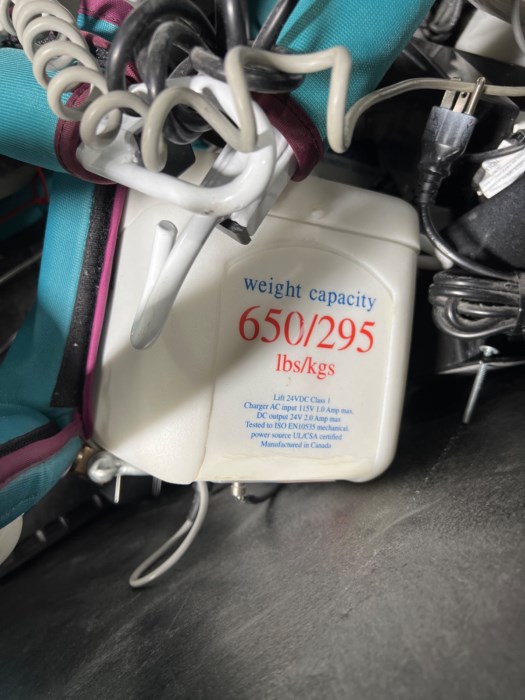 weight capacity
650/295
lbs/kgs
Lift 24VDC Class 1
Charger AC input 115V 1.0 Amp max.
DC output 24V 2.0 Amp max
Tested to ISO EN10535 mechanical,
power source UL/CSA certified
Manufactured in Canada